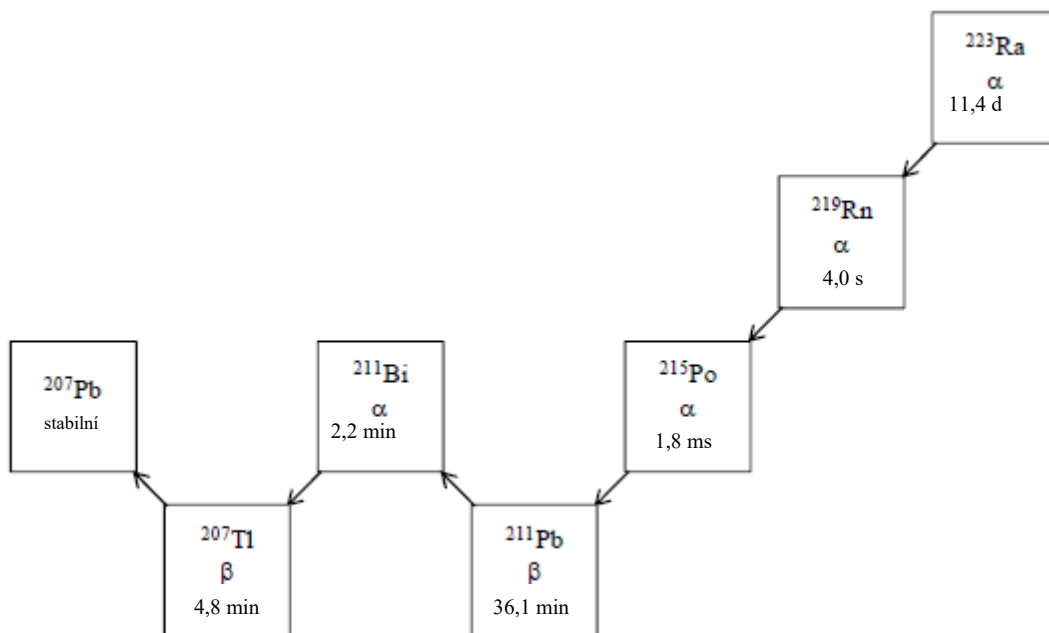 ²²³Ra
α
11,4 d
²¹⁹Rn
α
4,0 s
²⁰⁷Pb
stabilní
²¹¹Bi
α
2,2 min
²¹⁵Po
α
1,8 ms
²⁰⁷Tl
β
4,8 min
²¹¹Pb
β
36,1 min